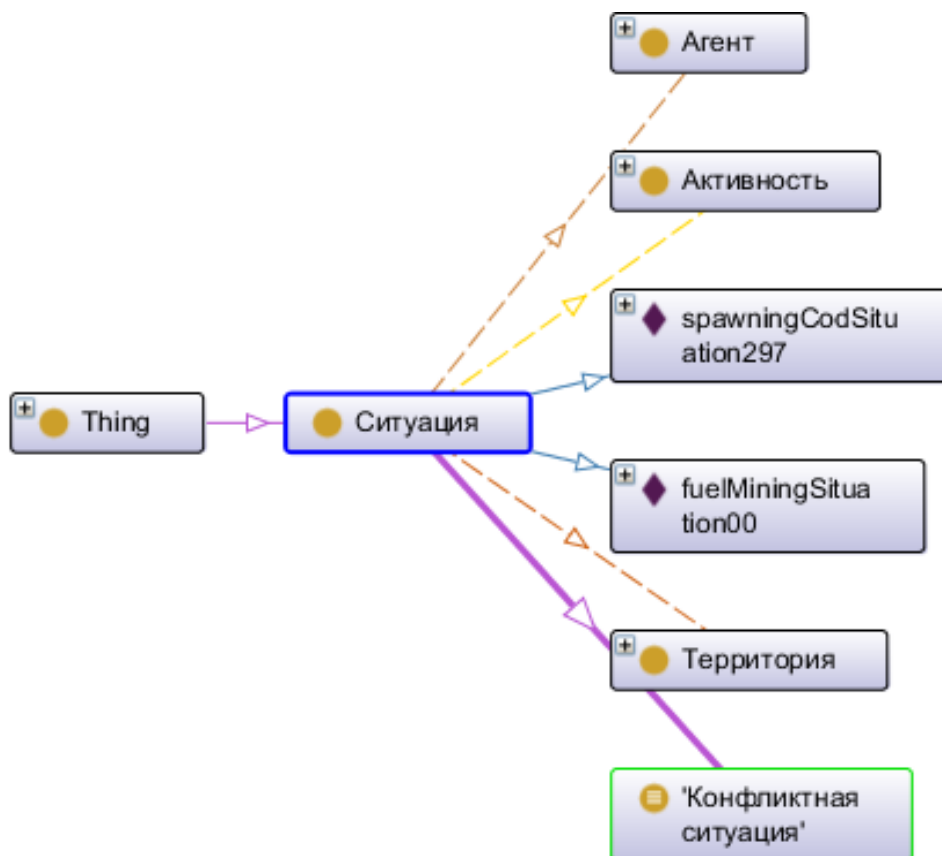 Агент
Активность
spawningCodSitu
ation297
Thing
Ситуация
fuelMiningSitua
tion00
Территория
'Конфликтная
ситуация'